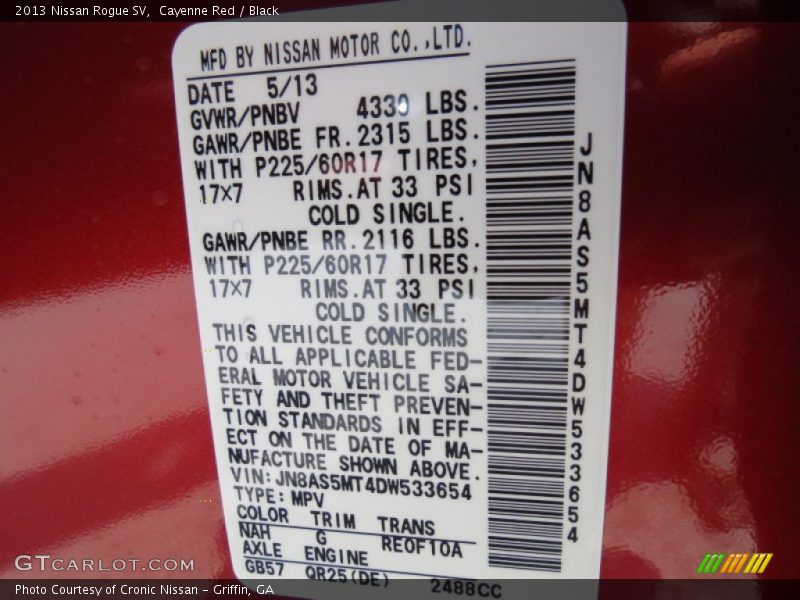 2013 Nissan Rogue SV,  Cayenne Red / Black
MFD BY NISSAN MOTOR CO.,LTD.
DATE 5/13
GVWR/PNBV 4330 LBS.
GAWR/PNBE FR.2315 LBS.
WITH P225/60R17 TIRES,
17X7 RIMS.AT 33 PSI
COLD SINGLE.
GAWR/PNBE RR.2116 LBS.
WITH P225/60R17 TIRES,
17X7 RIMS.AT 33 PSI
COLD SINGLE.
THIS VEHICLE CONFORMS
TO ALL APPLICABLE FED-
ERAL MOTOR VEHICLE SA-
FETY AND THEFT PREVEN-
TION STANDARDS IN EFF-
ECT ON THE DATE OF MA-
NUFACTURE SHOWN ABOVE.
VIN:JN8AS5MT4DW533654
TYPE:MPV
COLOR TRIM TRANS
NAH G RE0F10A
AXLE ENGINE
GB57 QR25(DE) 2488CC
JN8AS5MT4DW533654
GTCARLOT.COM
Photo Courtesy of Cronic Nissan - Griffin, GA